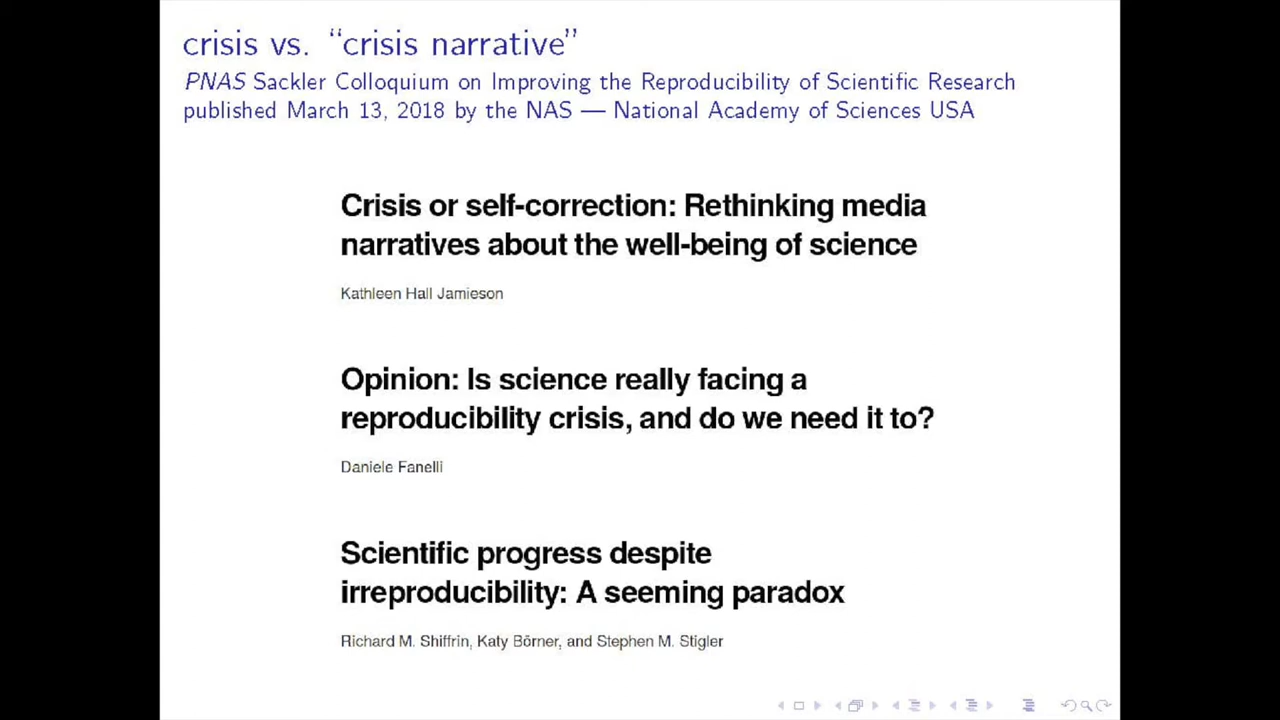 crisis vs. “crisis narrative”
PNAS Sackler Colloquium on Improving the Reproducibility of Scientific Research
published March 13, 2018 by the NAS — National Academy of Sciences USA
Crisis or self-correction: Rethinking media
narratives about the well-being of science
Kathleen Hall Jamieson
Opinion: Is science really facing a
reproducibility crisis, and do we need it to?
Daniele Fanelli
Scientific progress despite
irreproducibility: A seeming paradox
Richard M. Shiffrin, Katy Börner, and Stephen M. Stigler